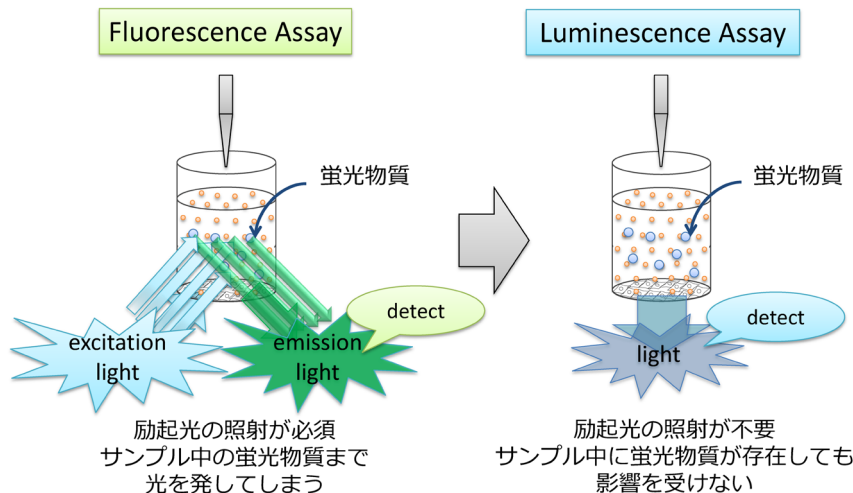 Fluorescence Assay
蛍光物質
excitation
light
emission
light
detect
励起光の照射が必須
サンプル中の蛍光物質まで
光を発してしまう
Luminescence Assay
蛍光物質
light
detect
励起光の照射が不要
サンプル中に蛍光物質が存在しても
影響を受けない